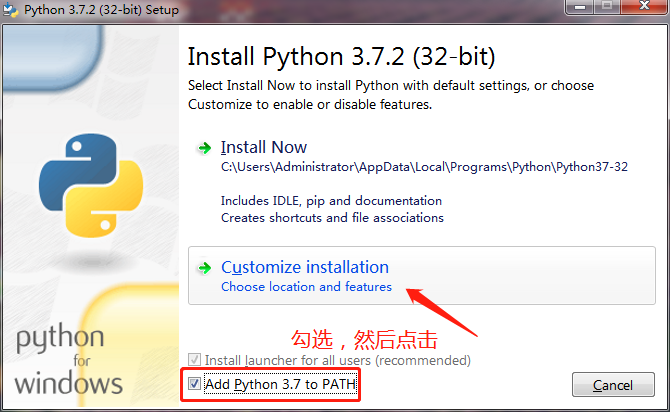 Python 3.7.2 (32-bit) Setup
Install Python 3.7.2 (32-bit)
Select Install Now to install Python with default settings, or choose
Customize to enable or disable features.
Install Now
C:\Users\Administrator\AppData\Local\Programs\Python\Python37-32
Includes IDLE, pip and documentation
Creates shortcuts and file associations
Customize installation
Choose location and features
勾选，然后点击
Install launcher for all users (recommended)
Add Python 3.7 to PATH
Cancel
python
for
windows